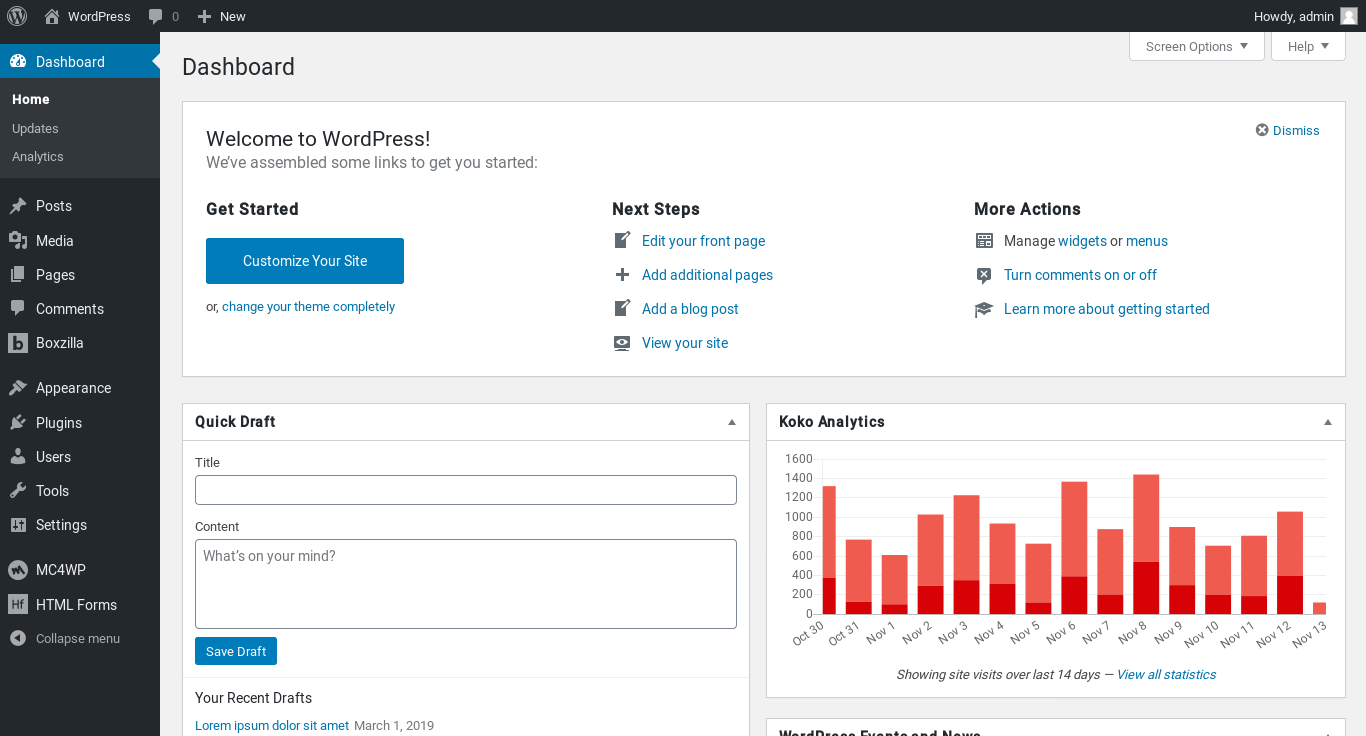 WordPress 0 New Howdy, admin
Dashboard
Home
Updates
Analytics
Posts
Media
Pages
Comments
Boxzilla
Appearance
Plugins
Users
Tools
Settings
MC4WP
Hf HTML Forms
Collapse menu
Screen Options Help
Dashboard
Welcome to WordPress!
Dismiss
We've assembled some links to get you started:
Get Started
Customize Your Site
or, change your theme completely
Next Steps
Edit your front page
Add additional pages
Add a blog post
View your site
More Actions
Manage widgets or menus
Turn comments on or off
Learn more about getting started
Quick Draft
Title
Content
What's on your mind?
Save Draft
Your Recent Drafts
Lorem ipsum dolor sit amet March 1, 2019
Koko Analytics
1600
1400
1200
1000
800
600
400
200
0
Oct 30 Oct 31 Nov 1 Nov 2 Nov 3 Nov 4 Nov 5 Nov 6 Nov 7 Nov 8 Nov 9 Nov 10 Nov 11 Nov 12 Nov 13
Showing site visits over last 14 days — View all statistics
WordPress Events and News